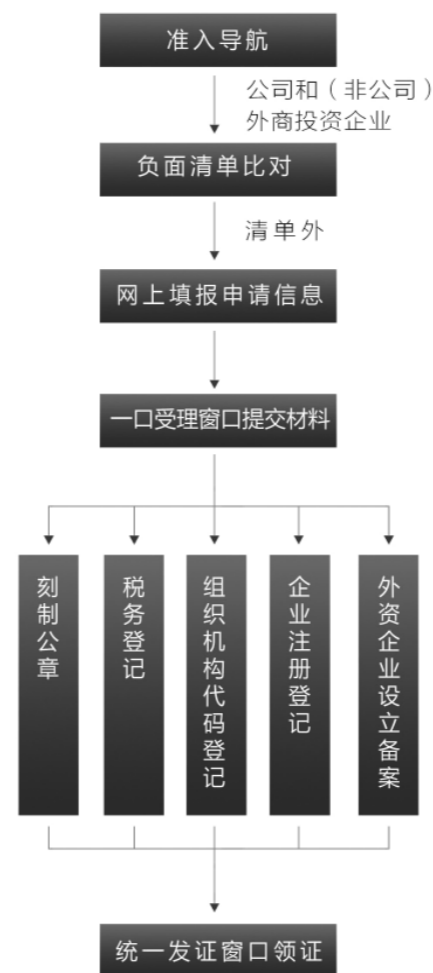 准入导航
公司和（非公司）
外商投资企业
负面清单比对
清单外
网上填报申请信息
一口受理窗口提交材料
刻制公章
税务登记
组织机构代码登记
企业注册登记
外资企业设立备案
统一发证窗口领证